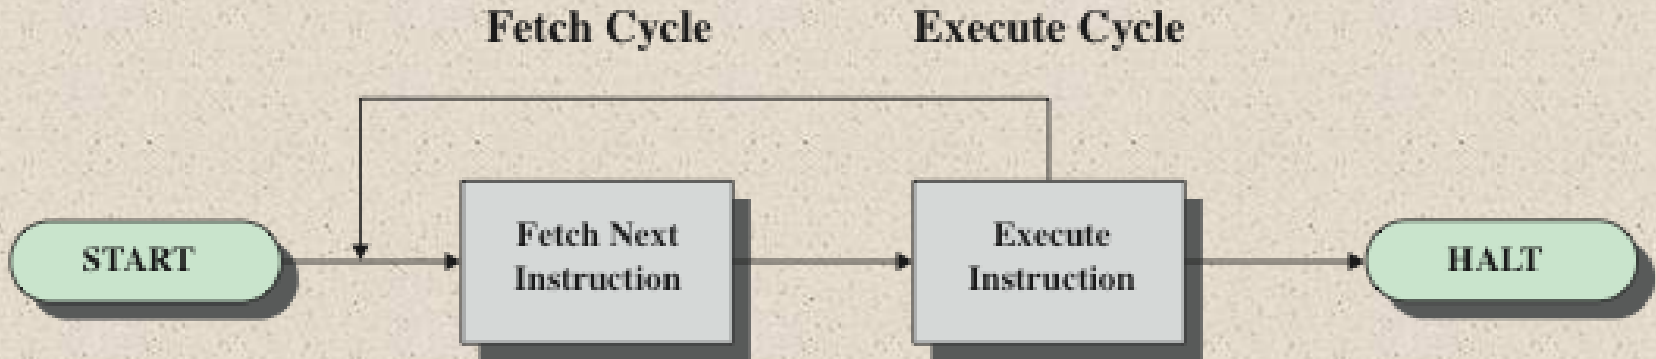 Fetch Cycle
Execute Cycle
START
Fetch Next
Instruction
Execute
Instruction
HALT